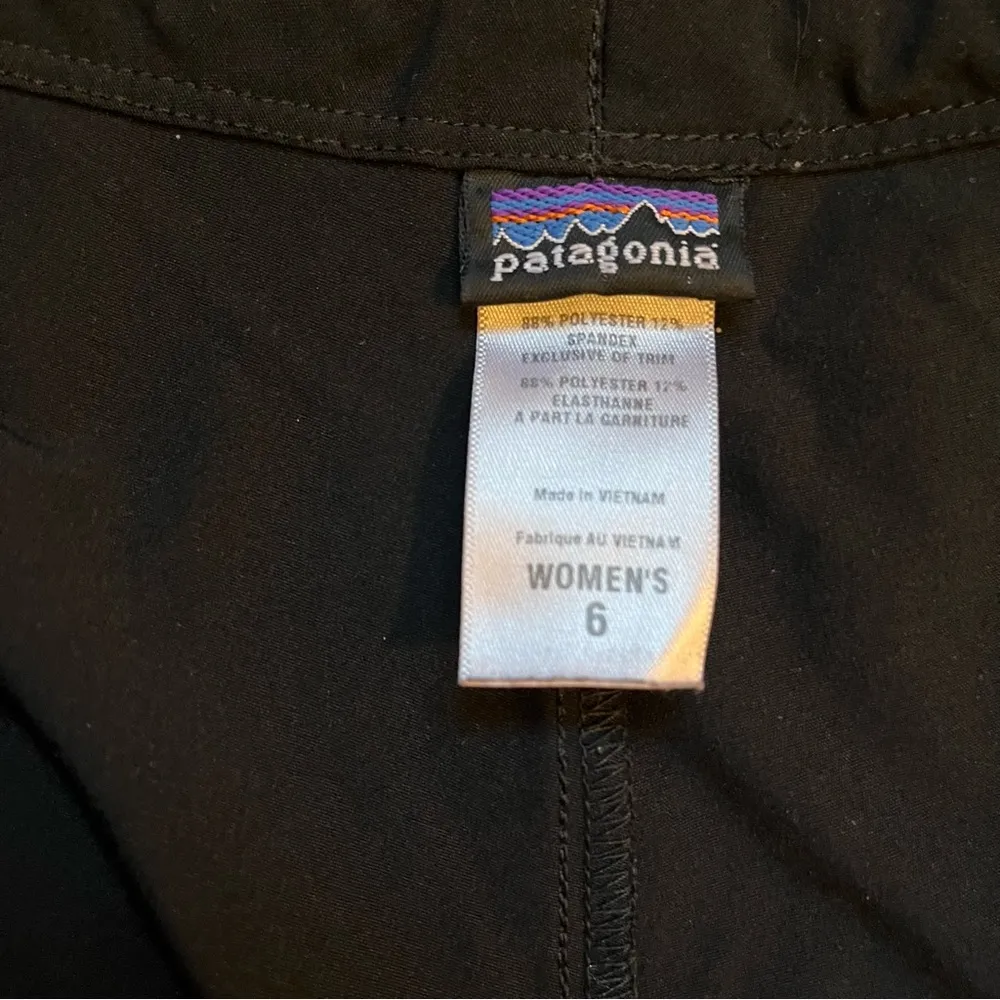 patagonia
88% POLYESTER 12%
SPANDEX
EXCLUSIVE OF TRIM
88% POLYESTER 12%
ELASTHANNE
A PART LA GARNITURE
Made in VIETNAM
Fabrique AU VIETNAM
WOMEN'S
6